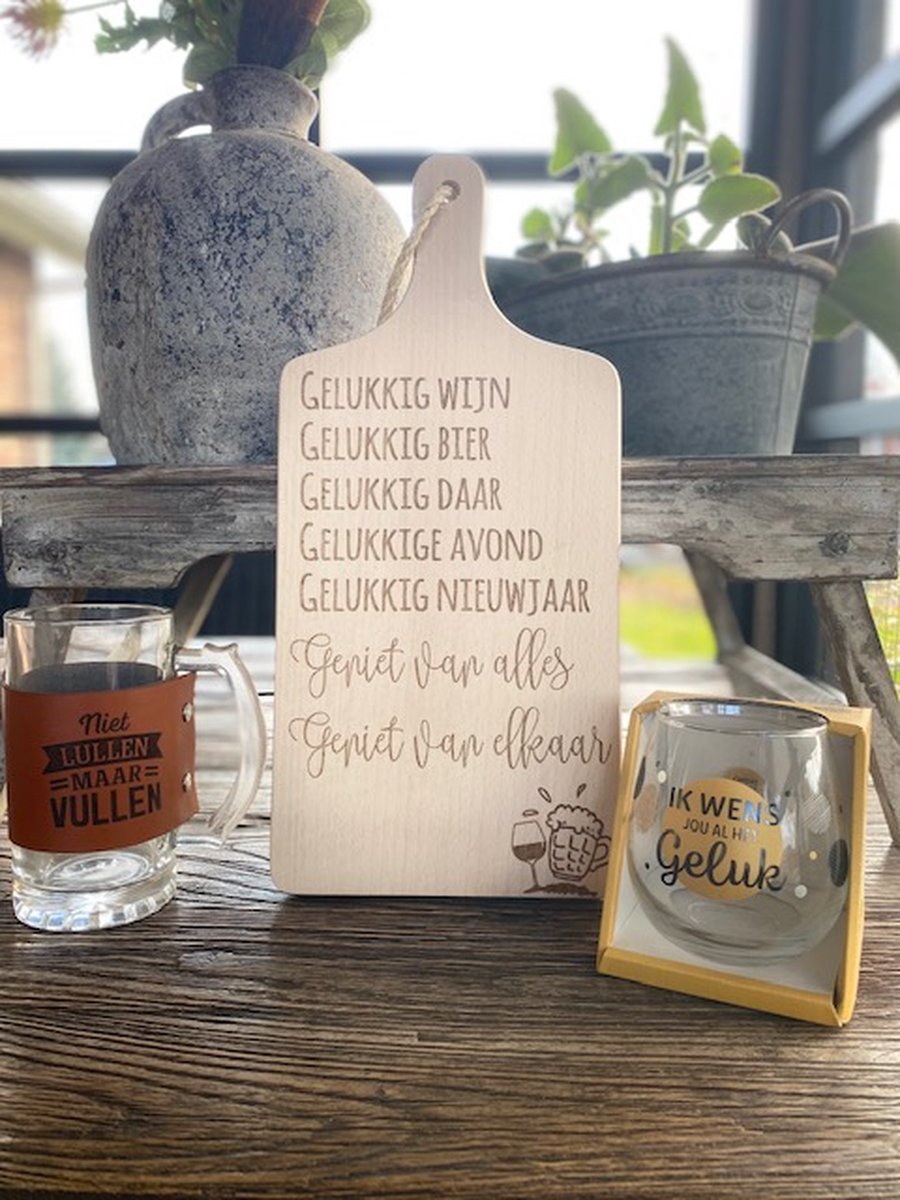 Gelukkig wijn
Gelukkig bier
Gelukkig daar
Gelukkige avond
Gelukkig nieuwjaar
Geniet van alles
Geniet van elkaar
Niet
LULLEN
MAAR
VULLEN
IK WENS
JOU AL HET
Geluk